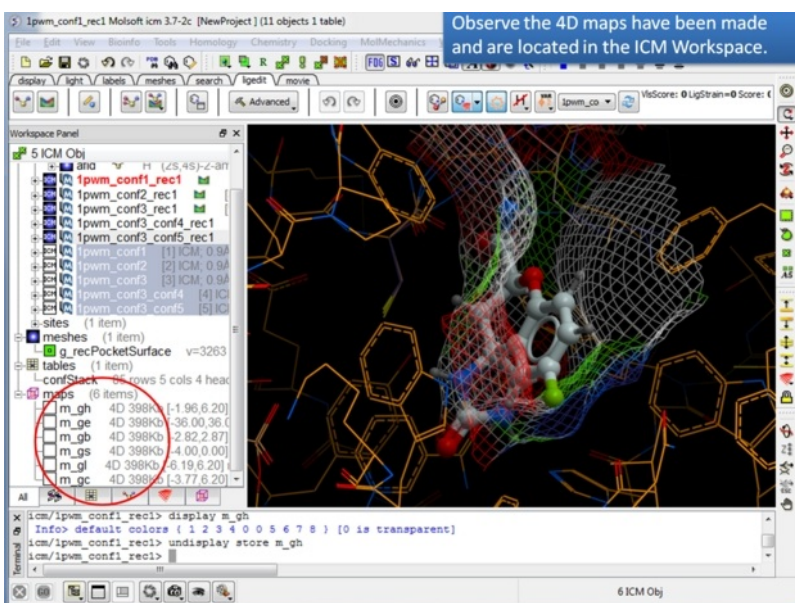 1pwm_conf1_rec1 Molsoft icm 3.7-2c [NewProject ] (11 objects 1 table)
Observe the 4D maps have been made
and are located in the ICM Workspace.
File Edit View Bioinfo Tools Homology Chemistry Docking MolMechanics
display light labels meshes search ligedit movie
Advanced
1pwm_co
VlsScore: 0 LigStrain=0 Score: (
Workspace Panel
5 ICM Obj
1pwm_conf1_rec1
1pwm_conf2_rec1
1pwm_conf3_rec1
1pwm_conf3_conf4_rec1
1pwm_conf3_conf5_rec1
1pwm_conf1 [1] ICM; 0.9A
1pwm_conf2 [2] ICM; 0.9A
1pwm_conf3 [3] ICM; 0.9A
1pwm_conf3_conf4 [4] IC
1pwm_conf3_conf5 [5] IC
sites (1 item)
meshes (1 item)
g_recPocketSurface v=3263
tables (1 item)
confStack 85 rows 5 cols 4 head
maps (6 items)
m_gh 4D 398Kb [-1.96,6.20]
m_ge 4D 398Kb [-36.00,36.0
m_gb 4D 398Kb [-2.82,2.87]
m_gs 4D 398Kb [-4.00,0.00]
m_gl 4D 398Kb [-6.19,6.20]
m_gc 4D 398Kb [-3.77,6.20]
All
icm/1pwm_conf1_rec1> display m_gh
Info> default colors { 1 2 3 4 0 0 5 6 7 8 } [0 is transparent]
icm/1pwm_conf1_rec1> undisplay store m_gh
icm/1pwm_conf1_rec1>
Terminal
6 ICM Obj